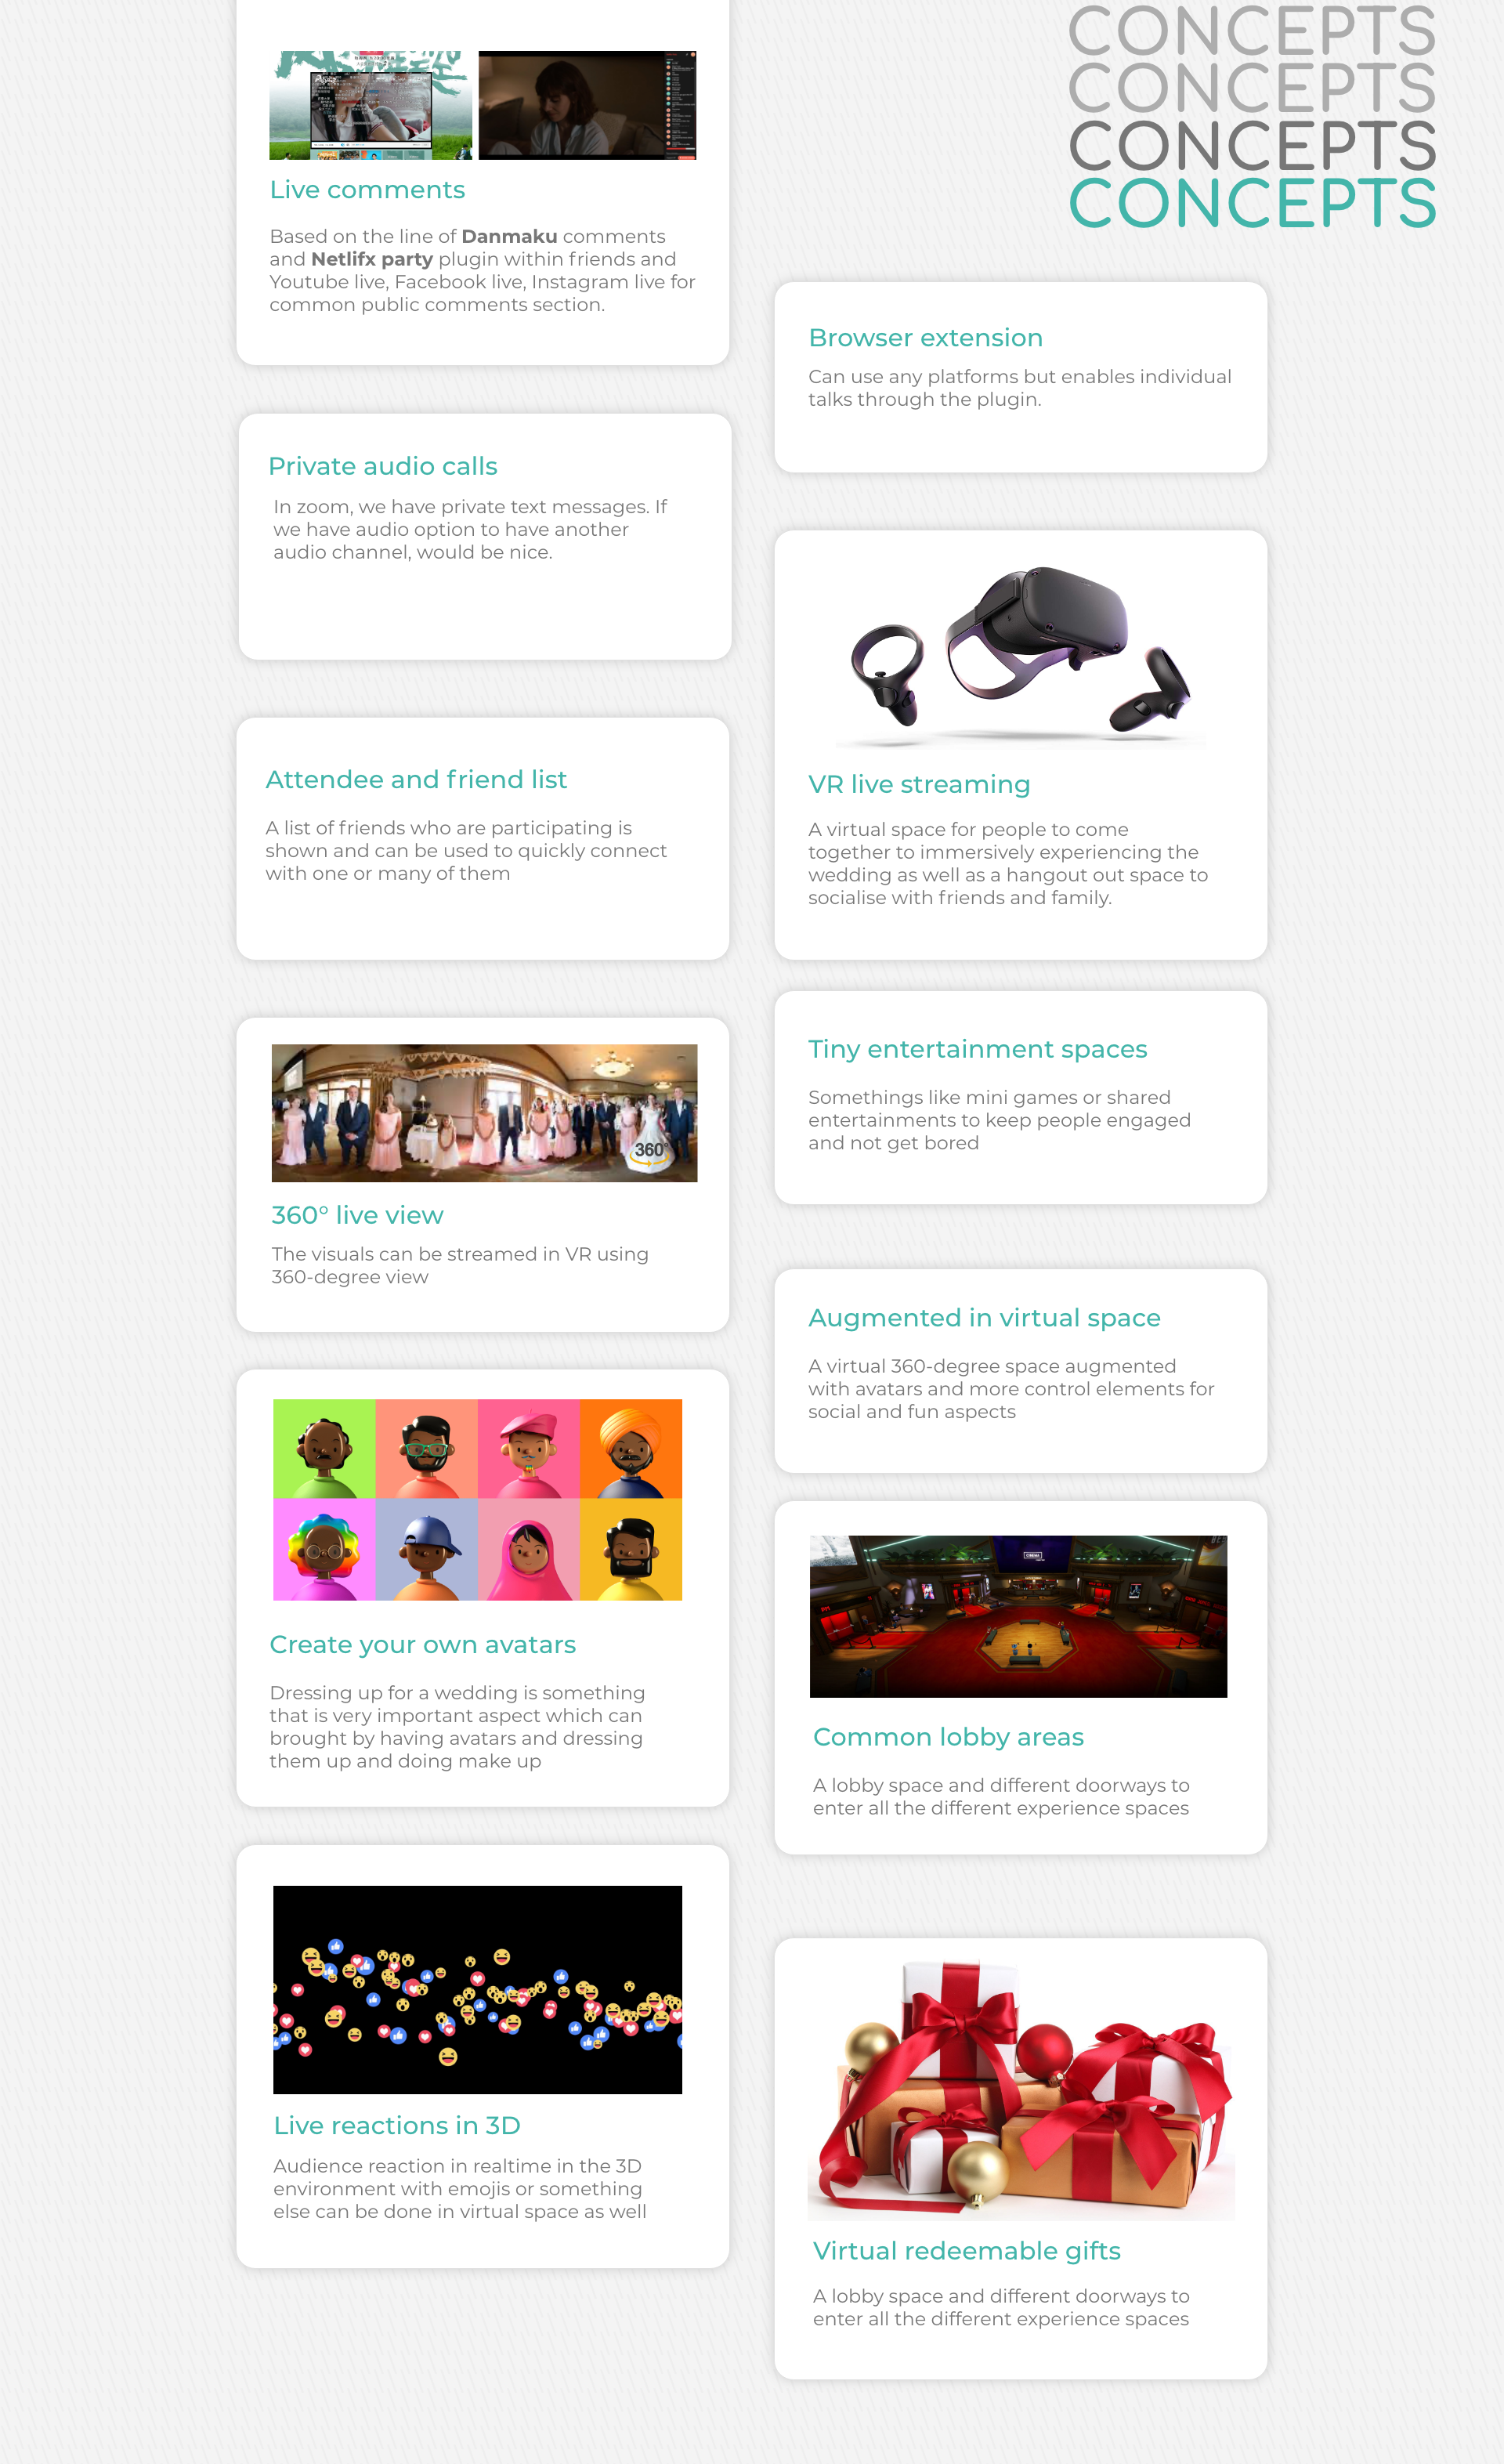 CONCEPTS
CONCEPTS
CONCEPTS
CONCEPTS
Live comments
Based on the line of Danmaku comments
and Netlifx party plugin within friends and
Youtube live, Facebook live, Instagram live for
common public comments section.
Browser extension
Can use any platforms but enables individual
talks through the plugin.
Private audio calls
In zoom, we have private text messages. If
we have audio option to have another
audio channel, would be nice.
VR live streaming
A virtual space for people to come
together to immersively experiencing the
wedding as well as a hangout out space to
socialise with friends and family.
Attendee and friend list
A list of friends who are participating is
shown and can be used to quickly connect
with one or many of them
Tiny entertainment spaces
Somethings like mini games or shared
entertainments to keep people engaged
and not get bored
360°
360° live view
The visuals can be streamed in VR using
360-degree view
Augmented in virtual space
A virtual 360-degree space augmented
with avatars and more control elements for
social and fun aspects
Create your own avatars
Dressing up for a wedding is something
that is very important aspect which can
brought by having avatars and dressing
them up and doing make up
CINEMA
Common lobby areas
A lobby space and different doorways to
enter all the different experience spaces
Live reactions in 3D
Audience reaction in realtime in the 3D
environment with emojis or something
else can be done in virtual space as well
Virtual redeemable gifts
A lobby space and different doorways to
enter all the different experience spaces